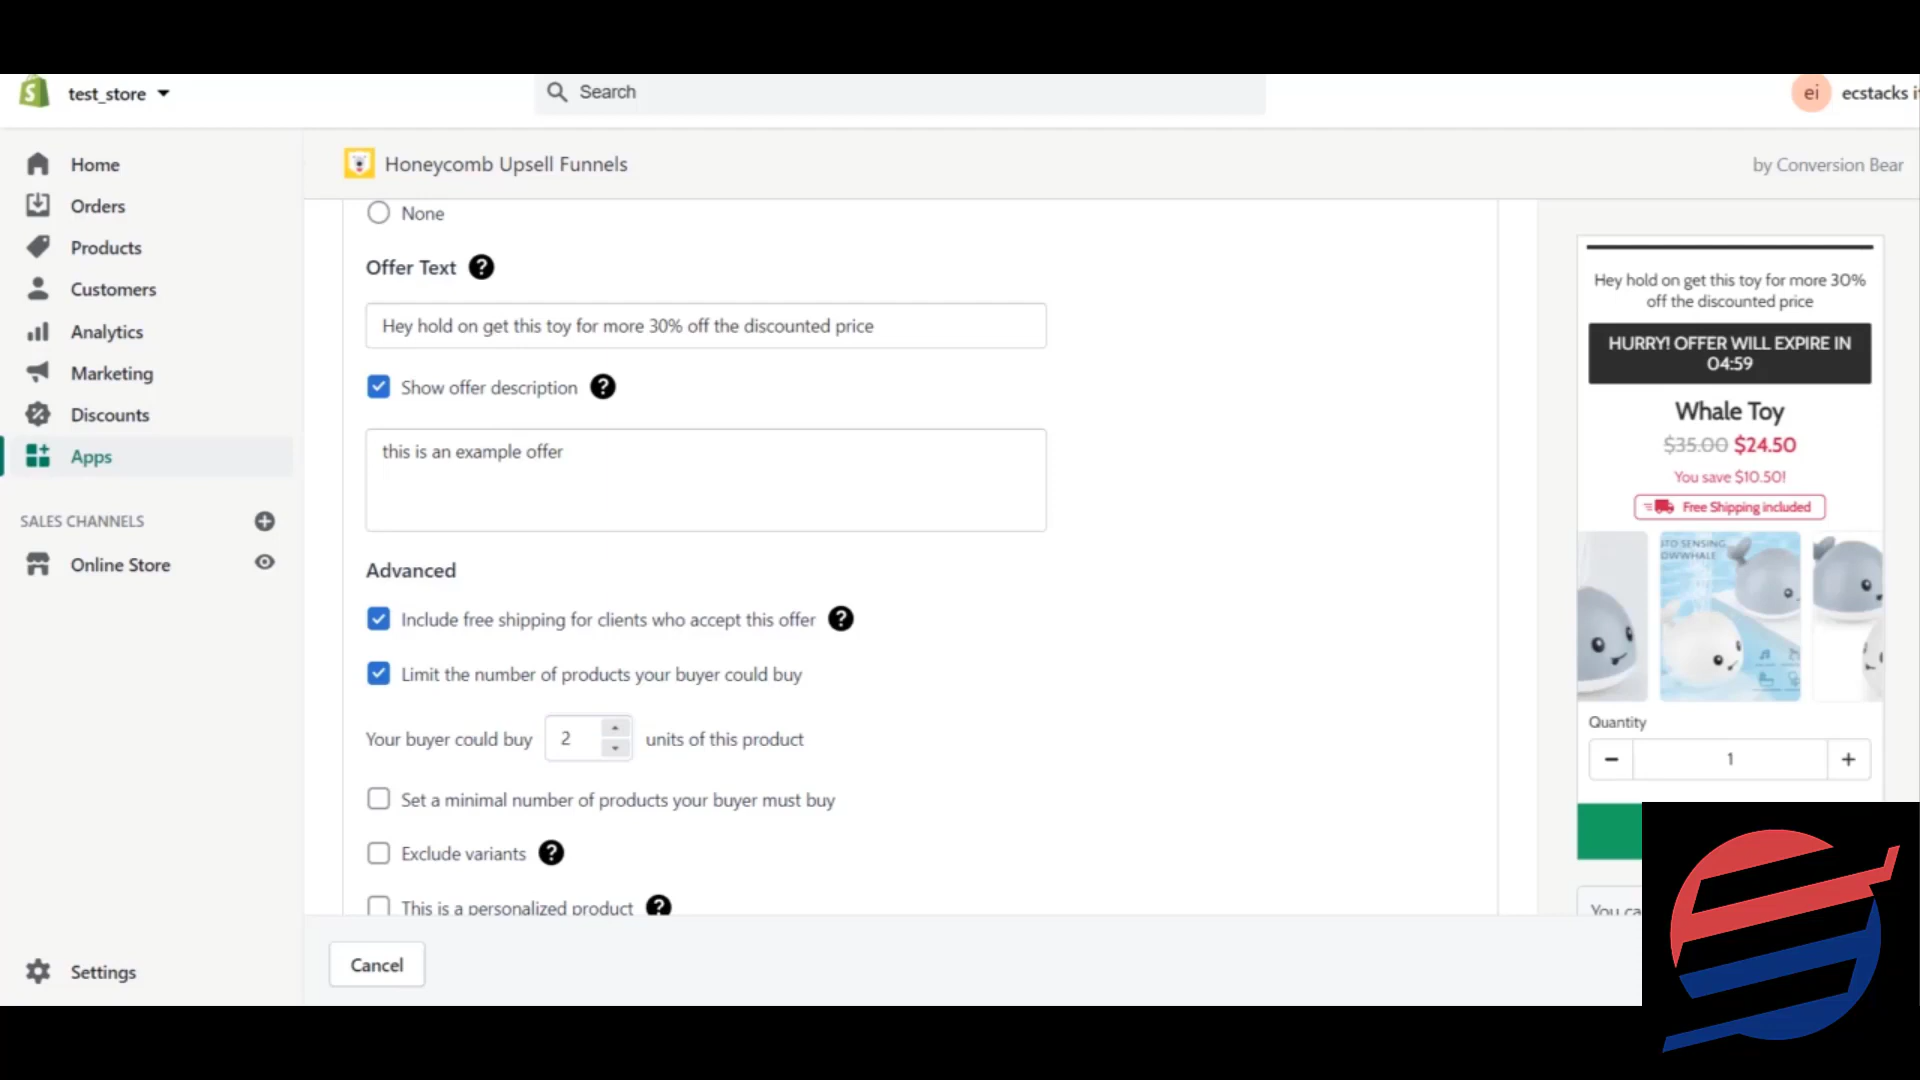 test_store
Search
ei
ecstacks
Home
Orders
Products
Customers
Analytics
Marketing
Discounts
Apps
SALES CHANNELS
Online Store
Settings
Honeycomb Upsell Funnels
by Conversion Bear
None
Offer Text ?
Hey hold on get this toy for more 30% off the discounted price
Show offer description ?
this is an example offer
Advanced
Include free shipping for clients who accept this offer ?
Limit the number of products your buyer could buy
Your buyer could buy 2 units of this product
Set a minimal number of products your buyer must buy
Exclude variants ?
This is a personalized product ?
Cancel
Hey hold on get this toy for more 30%
off the discounted price
HURRY! OFFER WILL EXPIRE IN
04:59
Whale Toy
$35.00 $24.50
You save $10.50!
Free Shipping included
SENSING
Quantity
− 1 +
You